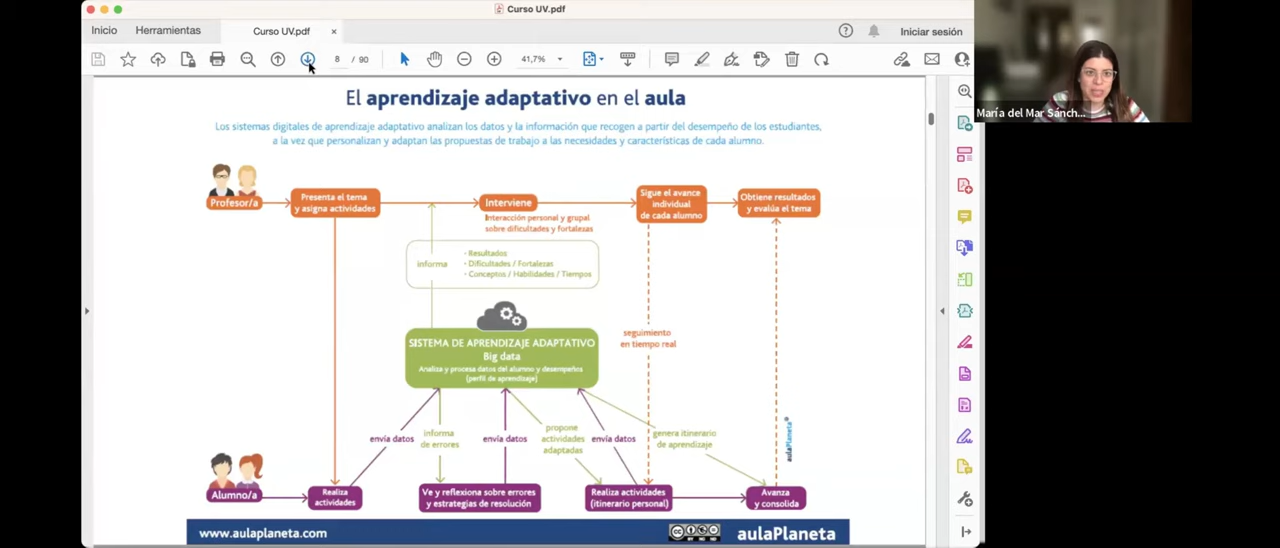 Curso UV.pdf
Inicio
Herramientas
Curso UV.pdf
×
Iniciar sesión
8 / 90
41,7%
María del Mar Sánch...
El aprendizaje adaptativo en el aula
Los sistemas digitales de aprendizaje adaptativo analizan los datos y la información que recogen a partir del desempeño de los estudiantes,
a la vez que personalizan y adaptan las propuestas de trabajo a las necesidades y características de cada alumno.
Profesor/a
Presenta el tema
y asigna actividades
Interviene
Interacción personal y grupal
sobre dificultades y fortalezas
Sigue el avance
individual
de cada alumno
Obtiene resultados
y evalúa el tema
informa
- Resultados
- Dificultades / Fortalezas
- Conceptos / Habilidades / Tiempos
SISTEMA DE APRENDIZAJE ADAPTATIVO
Big data
Analiza y procesa datos del alumno y desempeños
(perfil de aprendizaje)
seguimiento
en tiempo real
envía datos
informa
de errores
envía datos
propone
actividades
adaptadas
envía datos
genera itinerario
de aprendizaje
aulaPlaneta
Alumno/a
Realiza
actividades
Ve y reflexiona sobre errores
y estrategias de resolución
Realiza actividades
(itinerario personal)
Avanza
y consolida
www.aulaplaneta.com
aulaPlaneta